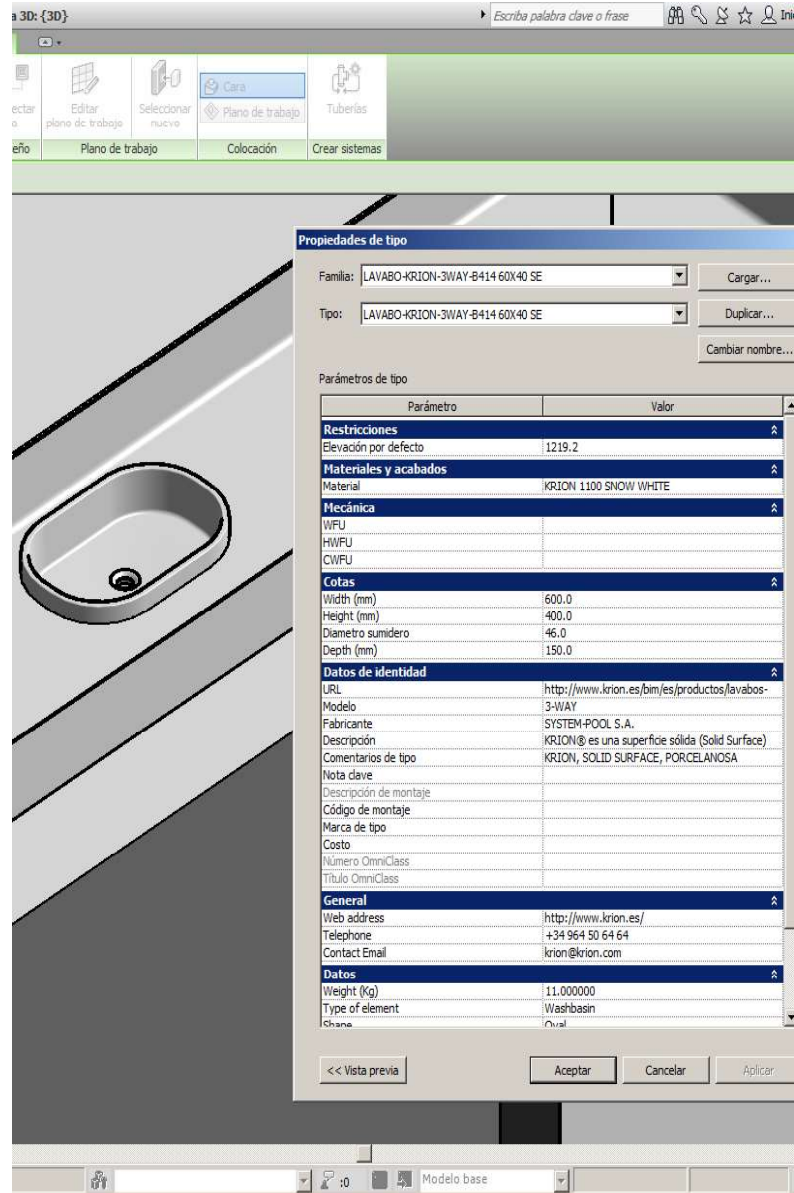 a 3D: {3D}
Escriba palabra clave o frase
Ini
ectar
o
Editar
plano de trabajo
Seleccionar
nuevo
Cara
Plano de trabajo
Tuberías
eño
Plano de trabajo
Colocación
Crear sistemas
Propiedades de tipo
Familia: LAVABO-KRION-3WAY-B414 60X40 SE
Cargar...
Tipo: LAVABO-KRION-3WAY-B414 60X40 SE
Duplicar...
Cambiar nombre...
Parámetros de tipo
Parámetro Valor
Restricciones
Elevación por defecto 1219.2
Materiales y acabados
Material KRION 1100 SNOW WHITE
Mecánica
WFU
HWFU
CWFU
Cotas
Width (mm) 600.0
Height (mm) 400.0
Diametro sumidero 46.0
Depth (mm) 150.0
Datos de identidad
URL http://www.krion.es/bim/es/productos/lavabos-
Modelo 3-WAY
Fabricante SYSTEM-POOL S.A.
Descripción KRION® es una superficie sólida (Solid Surface)
Comentarios de tipo KRION, SOLID SURFACE, PORCELANOSA
Nota clave
Descripción de montaje
Código de montaje
Marca de tipo
Costo
Número OmniClass
Título OmniClass
General
Web address http://www.krion.es/
Telephone +34 964 50 64 64
Contact Email krion@krion.com
Datos
Weight (Kg) 11.000000
Type of element Washbasin
Shape Oval
<< Vista previa
Aceptar
Cancelar
Aplicar
:0
Modelo base